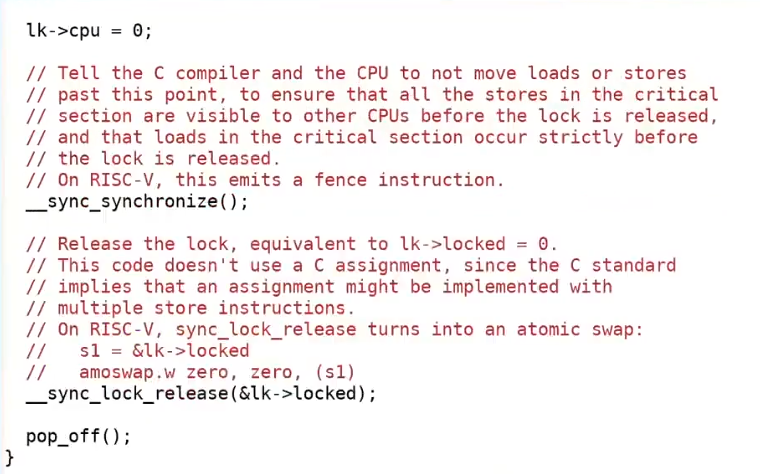 lk->cpu = 0;
// Tell the C compiler and the CPU to not move loads or stores
// past this point, to ensure that all the stores in the critical
// section are visible to other CPUs before the lock is released,
// and that loads in the critical section occur strictly before
// the lock is released.
// On RISC-V, this emits a fence instruction.
__sync_synchronize();
// Release the lock, equivalent to lk->locked = 0.
// This code doesn't use a C assignment, since the C standard
// implies that an assignment might be implemented with
// multiple store instructions.
// On RISC-V, sync_lock_release turns into an atomic swap:
//   s1 = &lk->locked
//   amoswap.w zero, zero, (s1)
__sync_lock_release(&lk->locked);
pop_off();
}